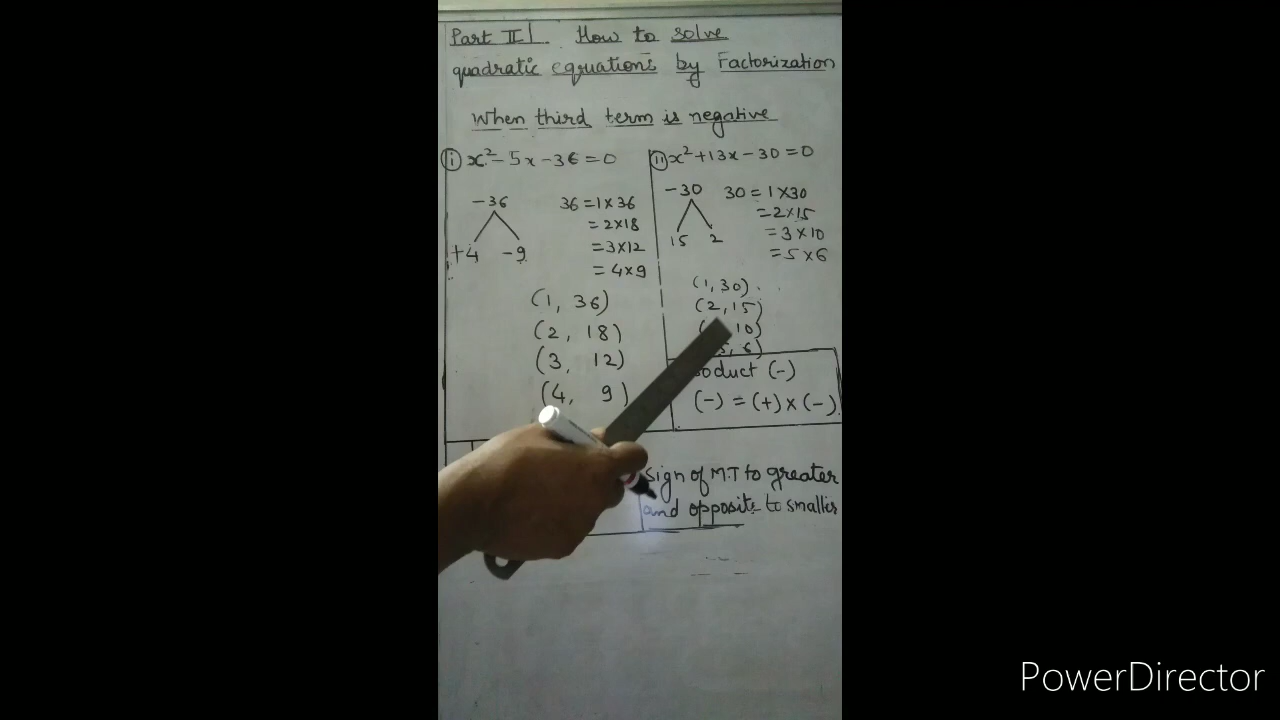 Part II How to solve
quadratic equations by Factorization
When third term is negative
(i) x² - 5x - 36 = 0
-36
+4 -9
36 = 1 × 36
= 2×18
= 3×12
= 4×9
(1, 36)
(2, 18)
(3, 12)
(4, 9)
(ii) x² + 13x - 30 = 0
-30
15 2
30 = 1 × 30
= 2×15
= 3×10
= 5×6
(1, 30)
(2, 15)
10)
5, 6)
(-)
(-) = (+) × (-)
sign of M.T to greater
and opposite to smaller
PowerDirector